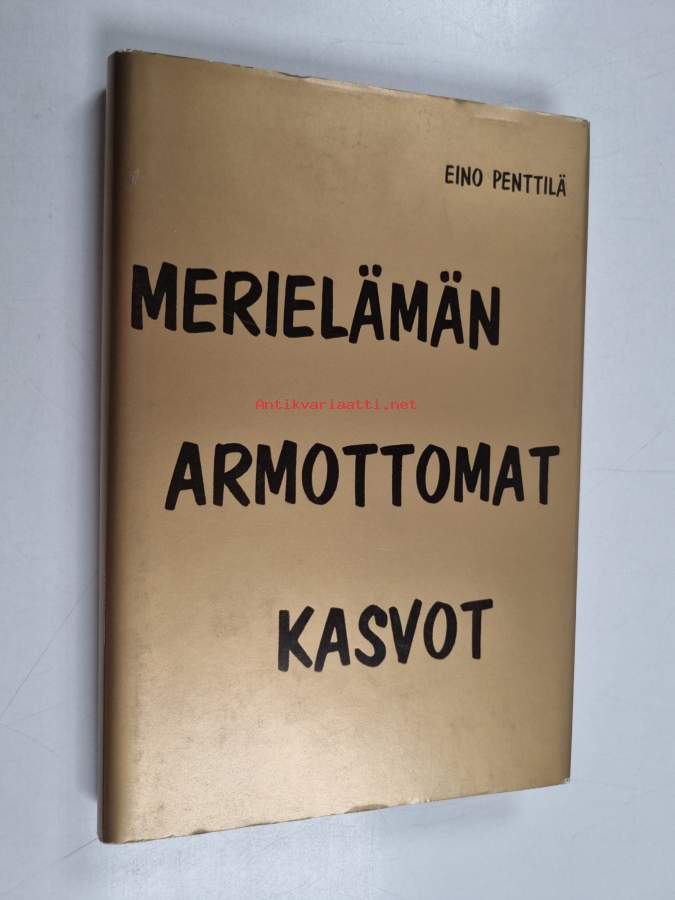 EINO PENTTILÄ
MERIELÄMÄN
Antikvariaatti.net
ARMOTTOMAT
KASVOT